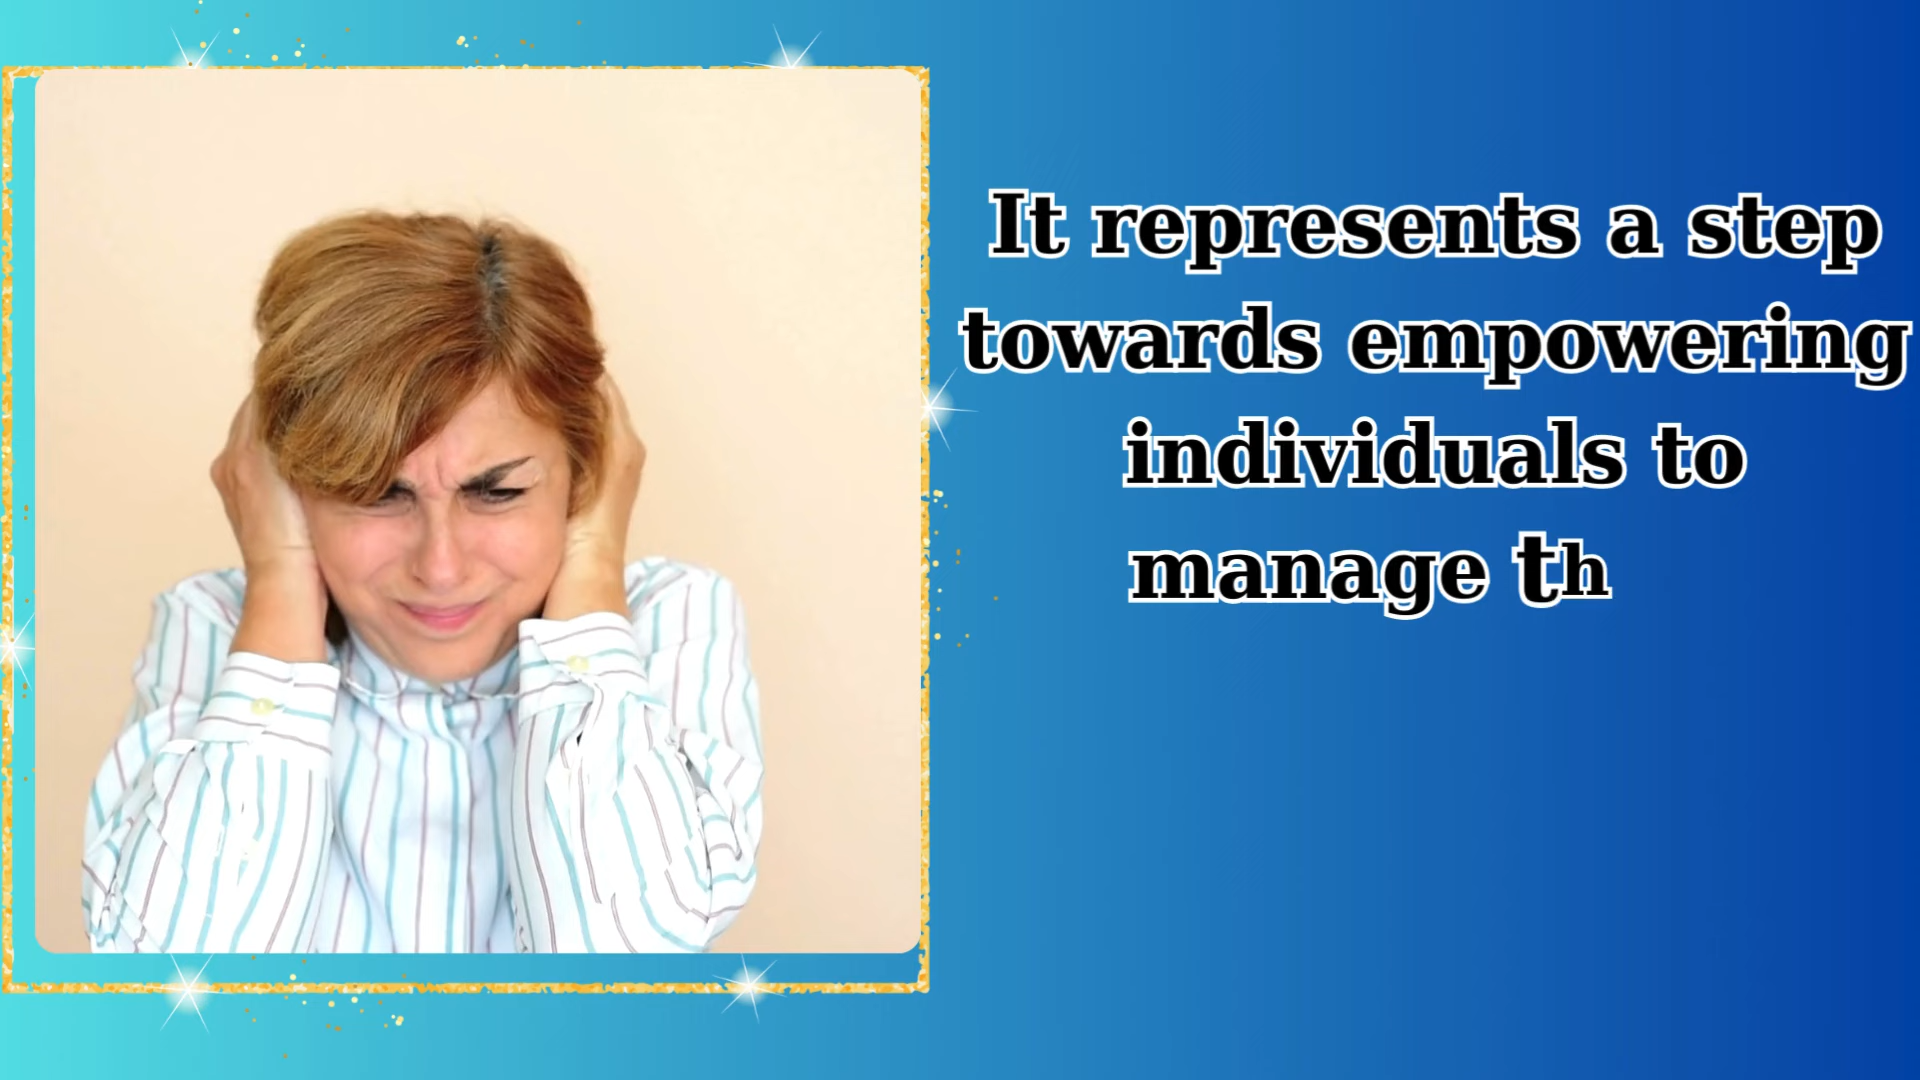 It represents a step
towards empowering
individuals to
manage th